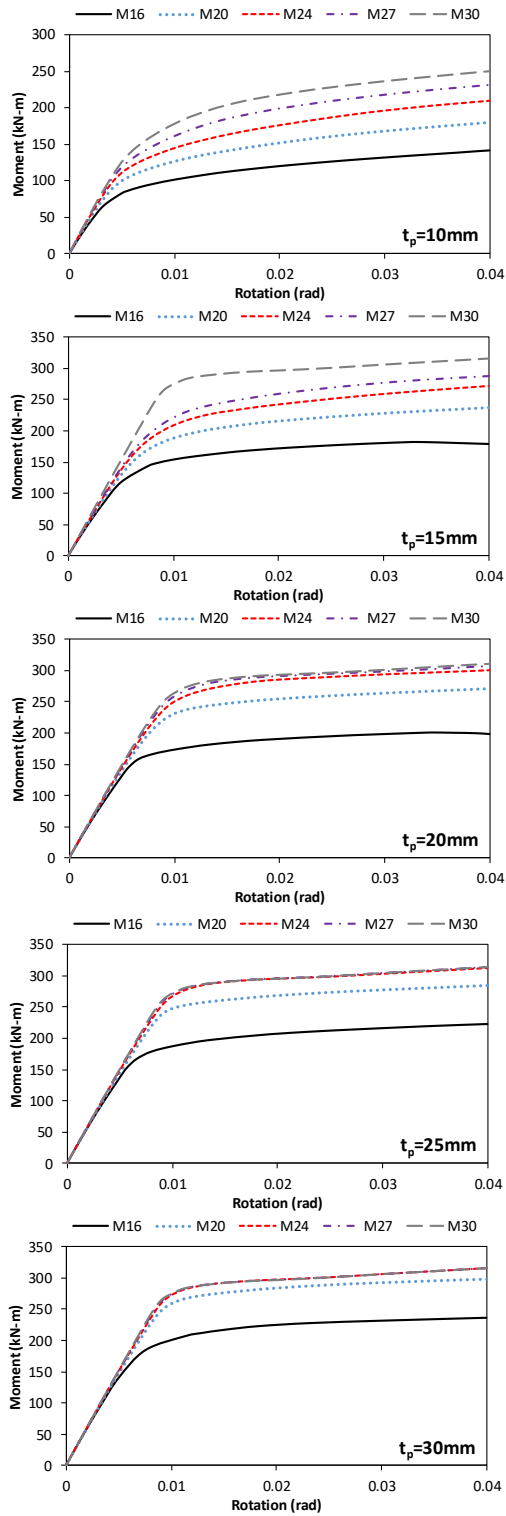 M16 M20 M24 M27 M30
300
250
200
150
100
50
0
Moment (kN-m)
t_p=10mm
0 0.01 0.02 0.03 0.04
Rotation (rad)
M16 M20 M24 M27 M30
350
300
250
200
150
100
50
0
Moment (kN-m)
t_p=15mm
0 0.01 0.02 0.03 0.04
Rotation (rad)
M16 M20 M24 M27 M30
350
300
250
200
150
100
50
0
Moment (kN-m)
t_p=20mm
0 0.01 0.02 0.03 0.04
Rotation (rad)
M16 M20 M24 M27 M30
350
300
250
200
150
100
50
0
Moment (kN-m)
t_p=25mm
0 0.01 0.02 0.03 0.04
Rotation (rad)
M16 M20 M24 M27 M30
350
300
250
200
150
100
50
0
Moment (kN-m)
t_p=30mm
0 0.01 0.02 0.03 0.04
Rotation (rad)